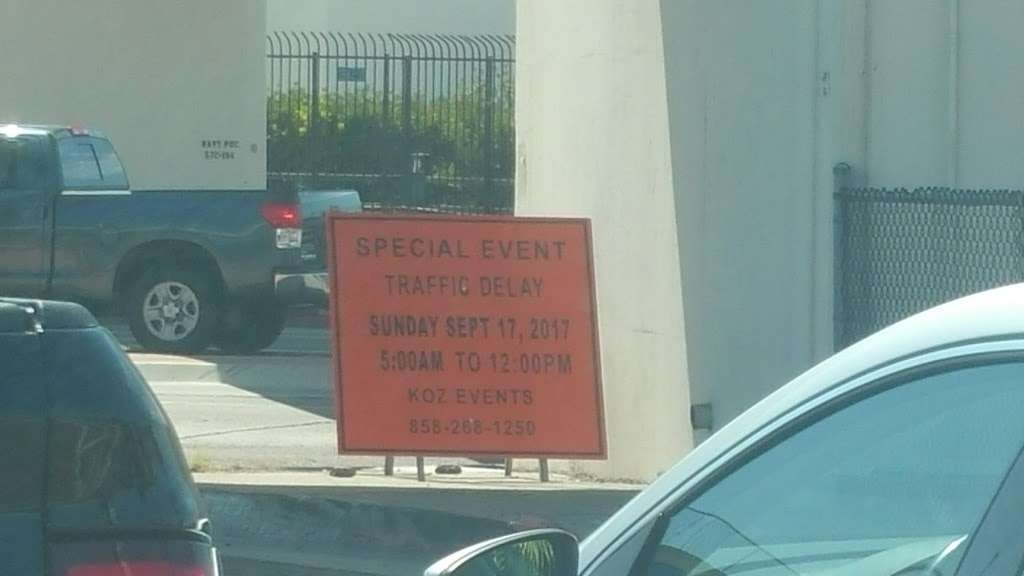 SPECIAL EVENT
TRAFFIC DELAY
SUNDAY SEPT 17, 2017
5:00AM TO 12:00PM
KOZ EVENTS
858-268-1250